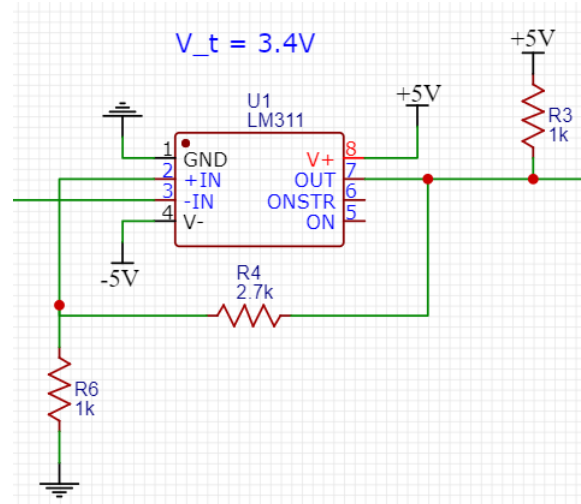 V_t = 3.4V
+5V
U1
LM311
+5V
R3
1k
1 GND V+ 8
2 +IN OUT 7
3 -IN ONSTR 6
4 V- ON 5
-5V
R4
2.7k
R6
1k